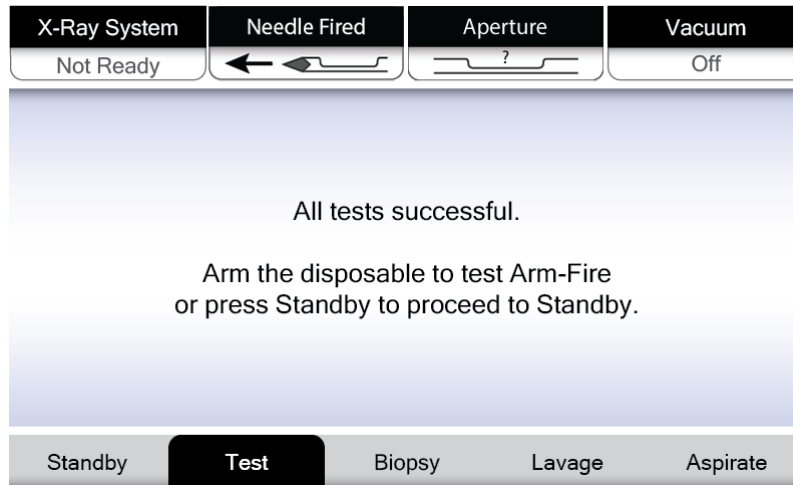 X-Ray System Needle Fired Aperture Vacuum
Not Ready ? Off
All tests successful.
Arm the disposable to test Arm-Fire
or press Standby to proceed to Standby.
Standby Test Biopsy Lavage Aspirate